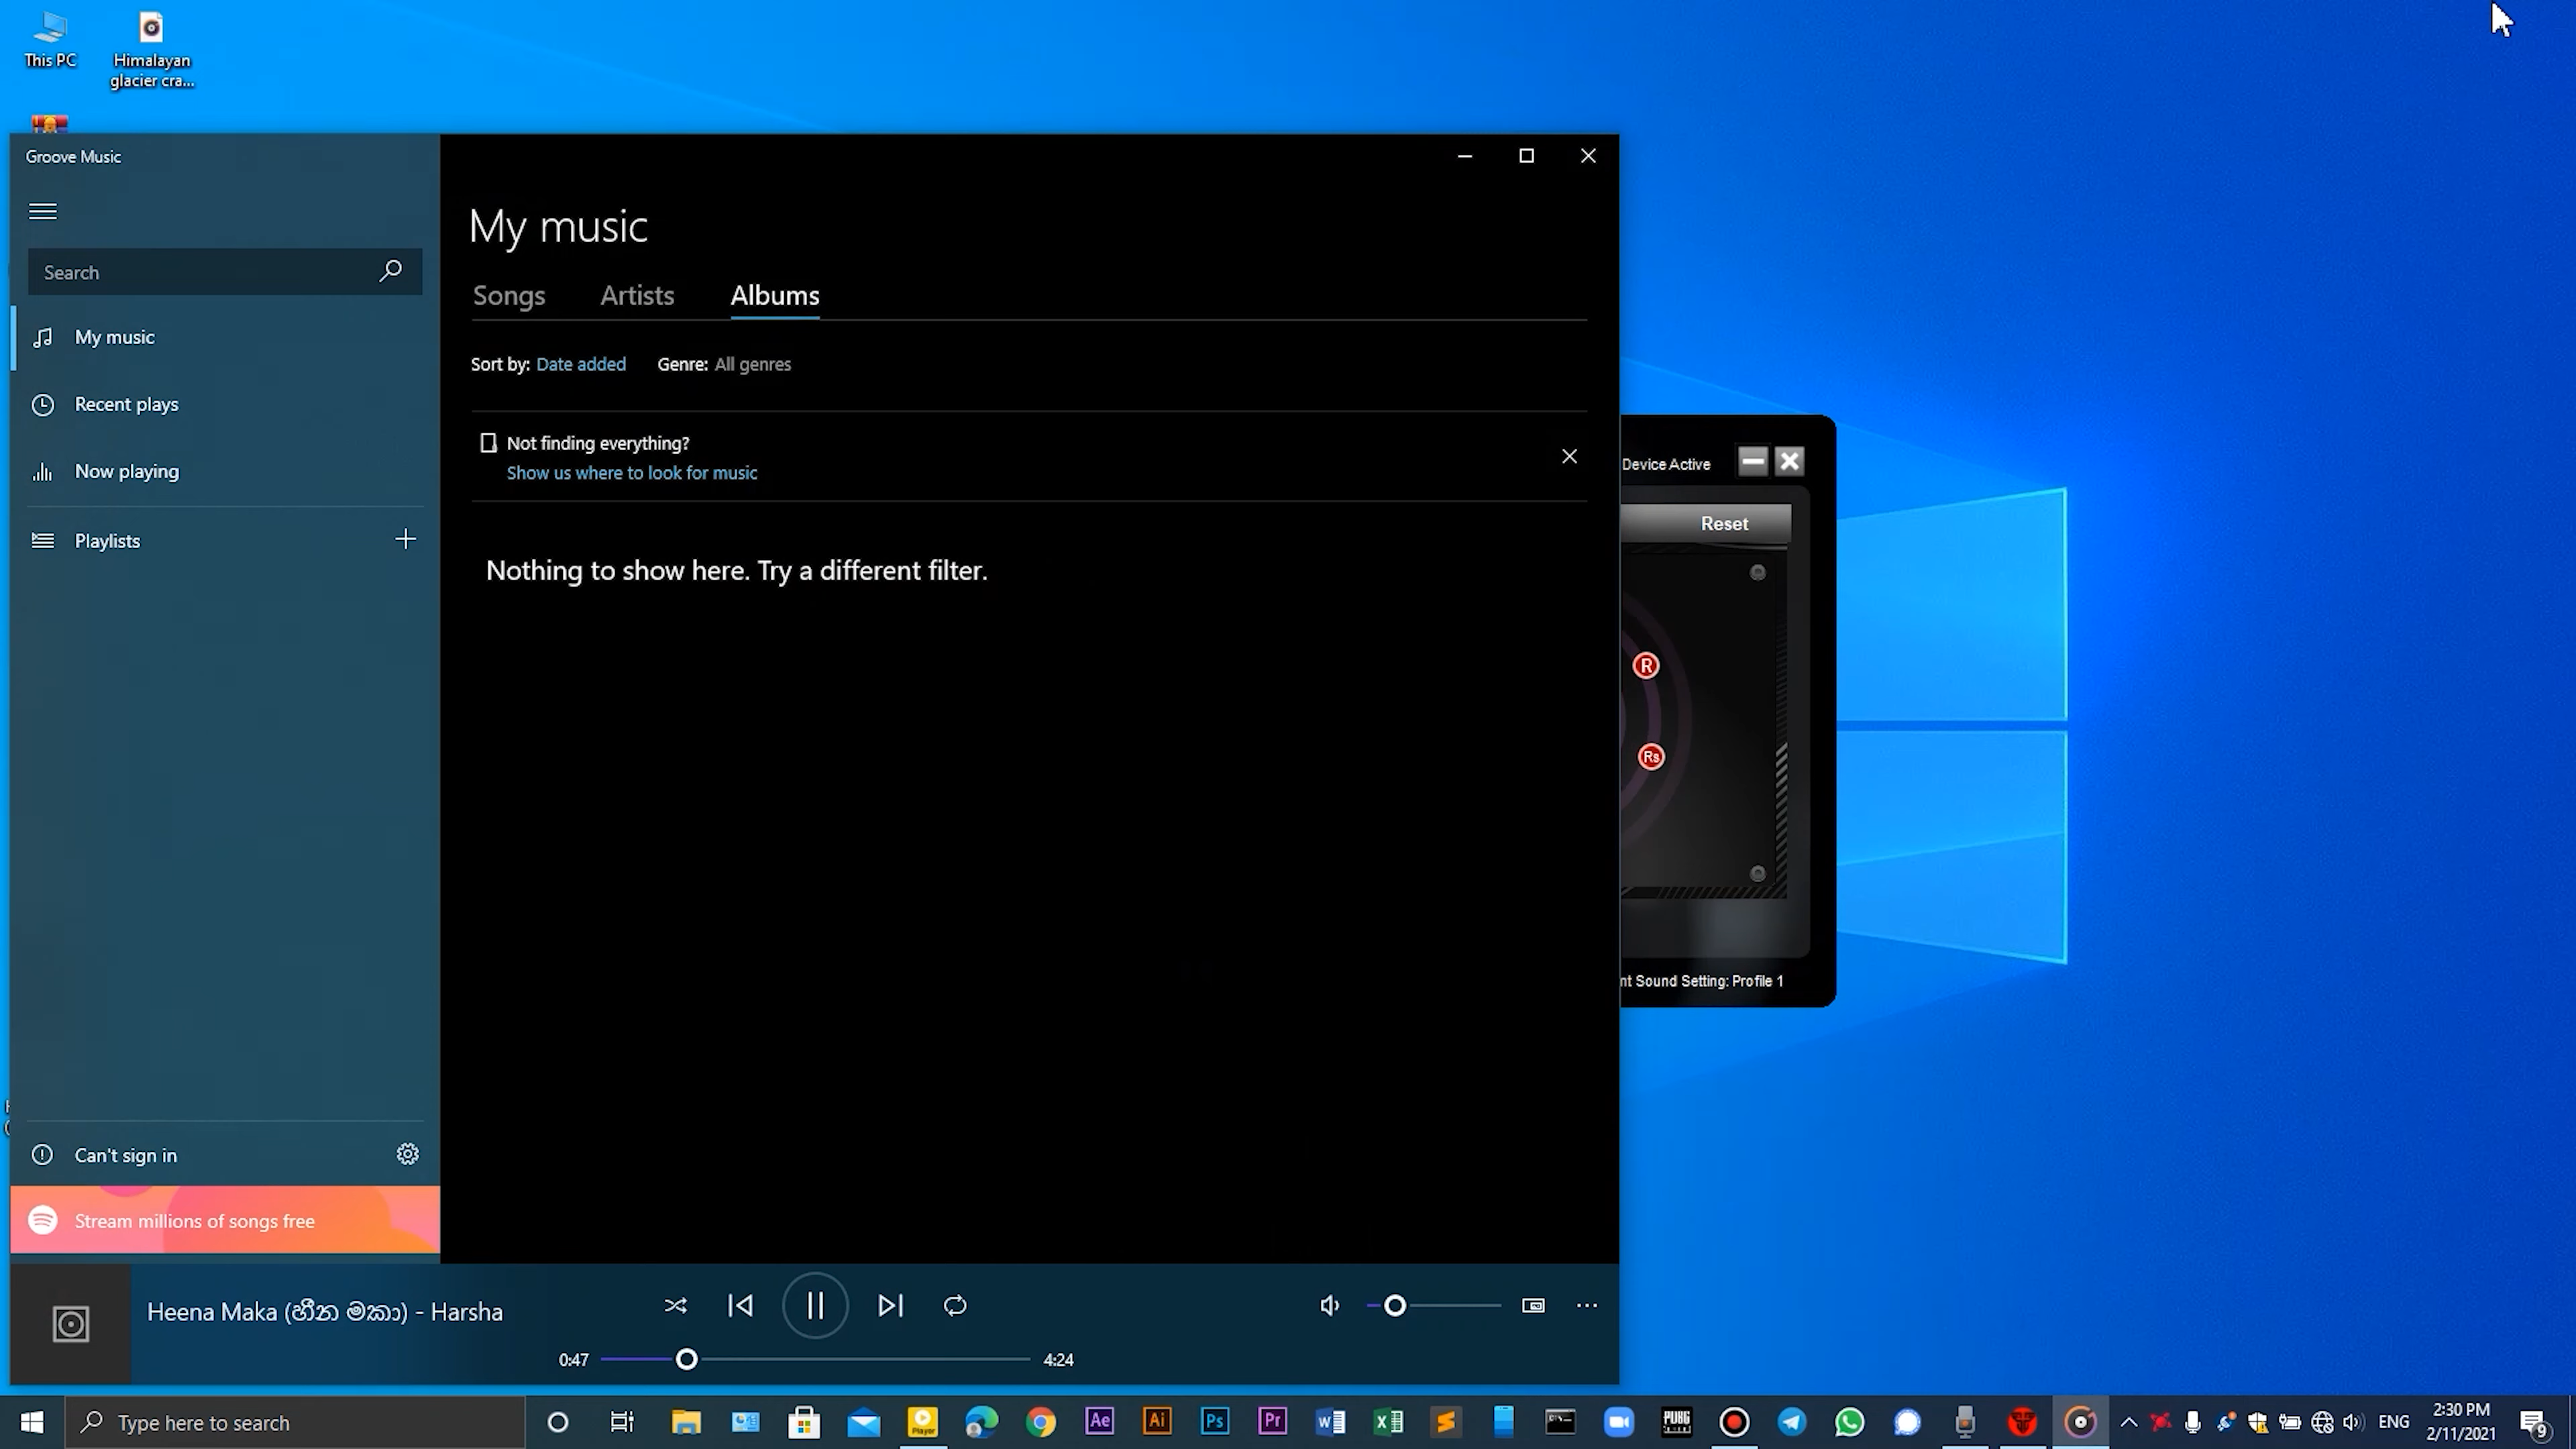 This PC
Himalayan
glacier cra...
Groove Music
Search
My music
Recent plays
Now playing
Playlists
Can't sign in
Stream millions of songs free
My music
Songs Artists Albums
Sort by: Date added Genre: All genres
Not finding everything?
Show us where to look for music
Nothing to show here. Try a different filter.
Device Active
Reset
R
Rs
nt Sound Setting: Profile 1
Heena Maka (හීන මකා) - Harsha
0:47
4:24
Type here to search
Player
Ae
Ai
Ps
Pr
PUBG
ENG
2:30 PM
2/11/2021
9